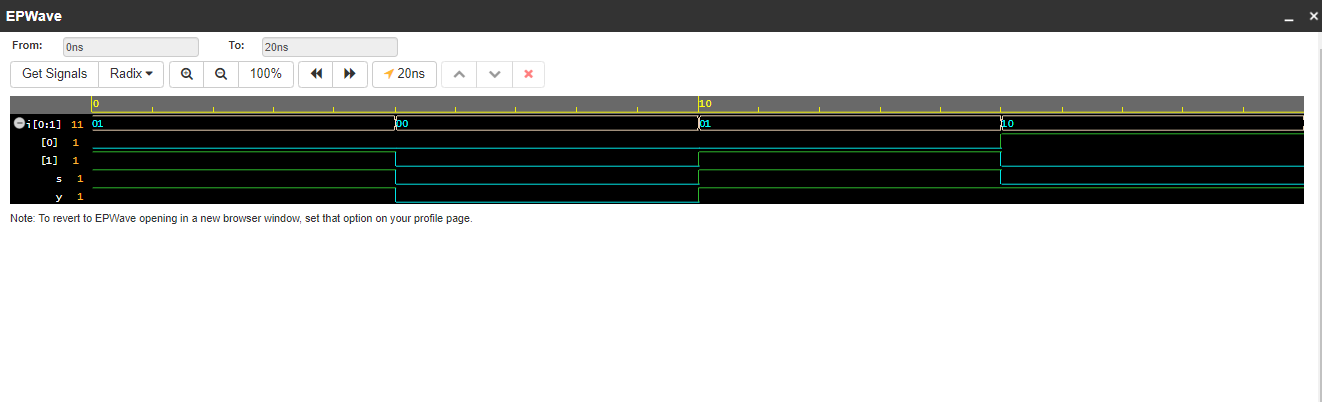 EPWave
From: 0ns To: 20ns
Get Signals Radix 100% 20ns
0 10
i[0:1] 11 01 00 01 10
[0] 1
[1] 1
s 1
y 1
Note: To revert to EPWave opening in a new browser window, set that option on your profile page.